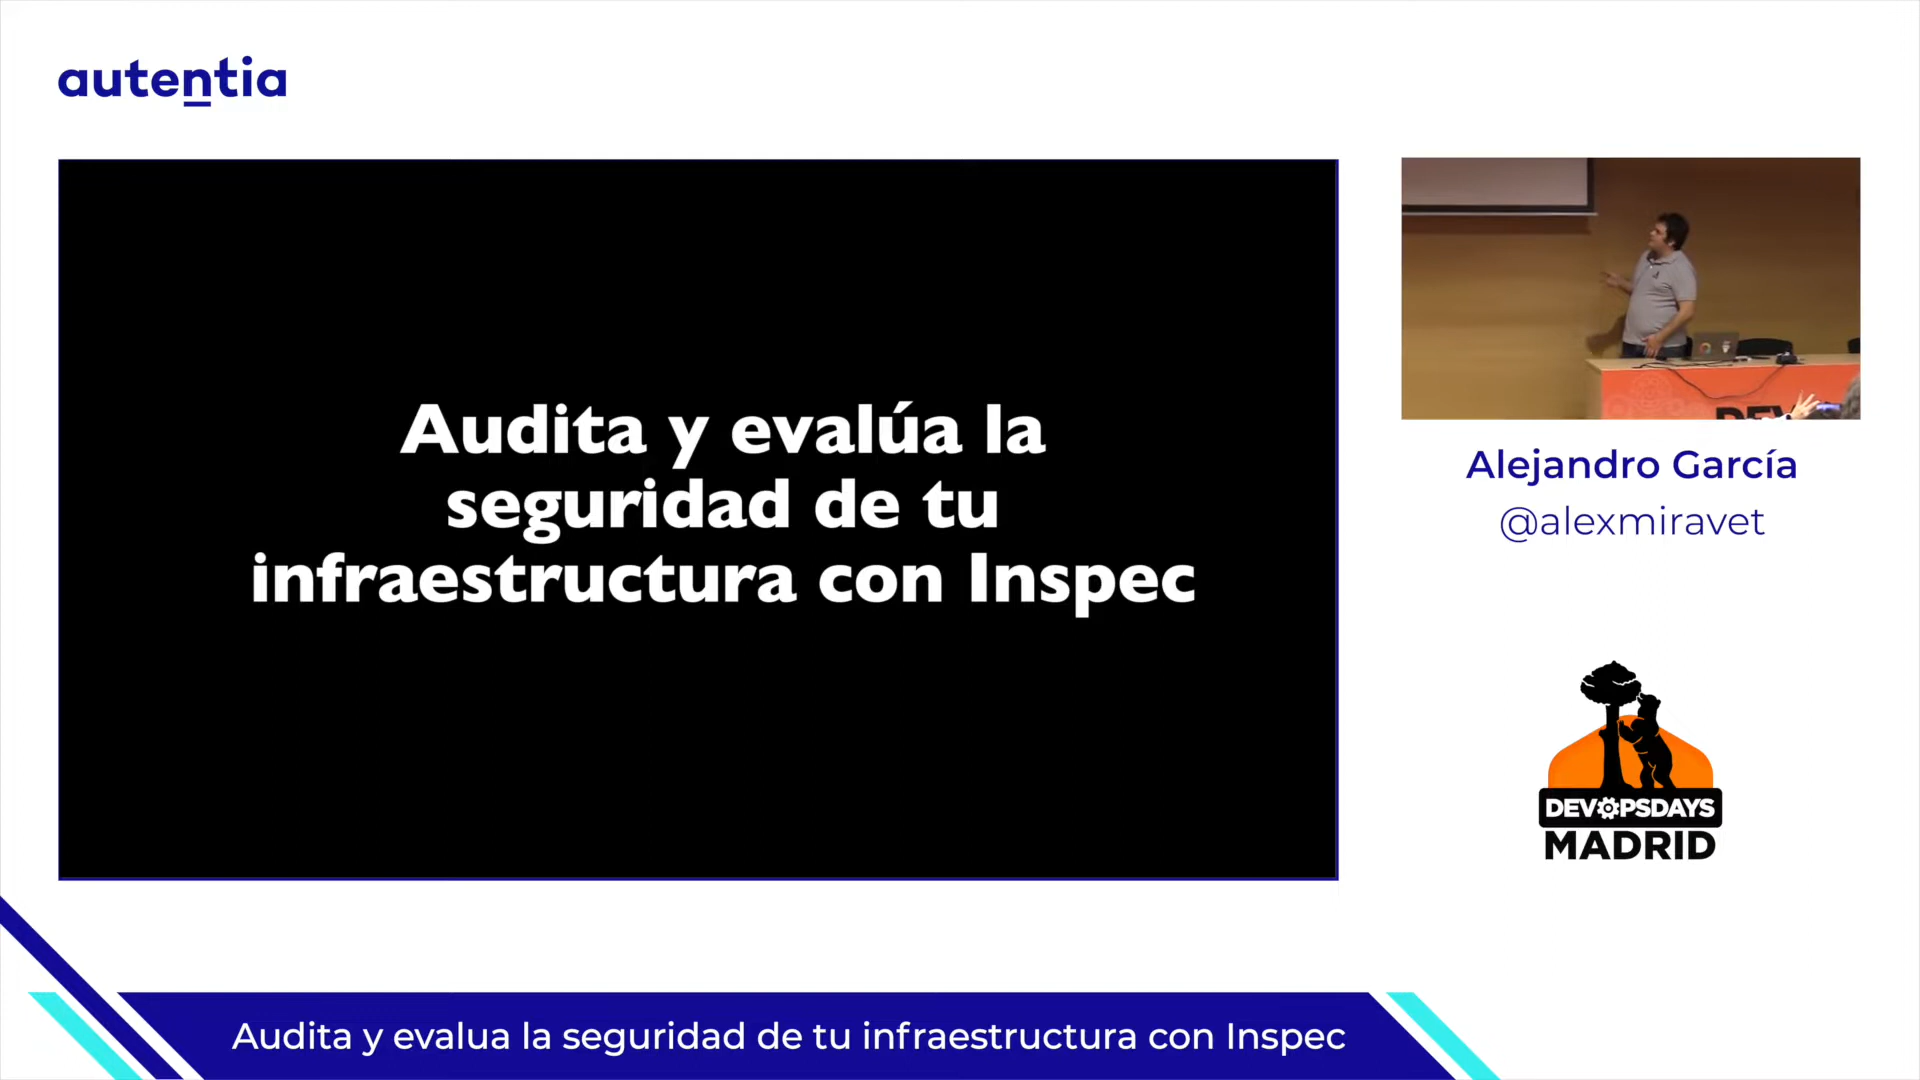 autentia
Audita y evalúa la
seguridad de tu
infraestructura con Inspec
Alejandro García
@alexmiravet
DEVOPSDAYS
MADRID
Audita y evalua la seguridad de tu infraestructura con Inspec